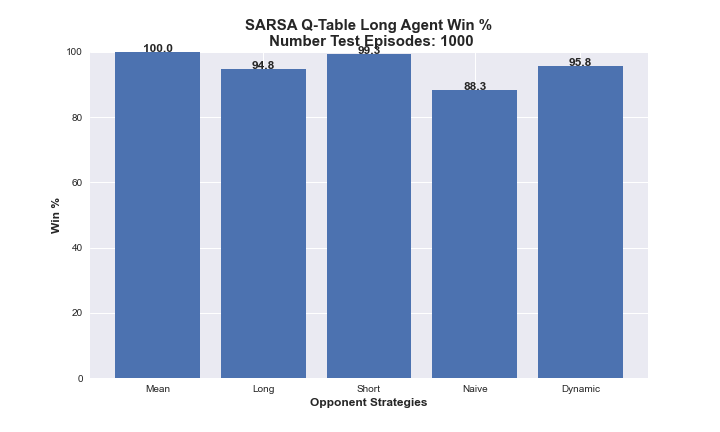 SARSA Q-Table Long Agent Win %
Number Test Episodes: 1000
100.0
94.8
99.3
88.3
95.8
100
80
60
40
20
0
Win %
Mean
Long
Short
Naive
Dynamic
Opponent Strategies